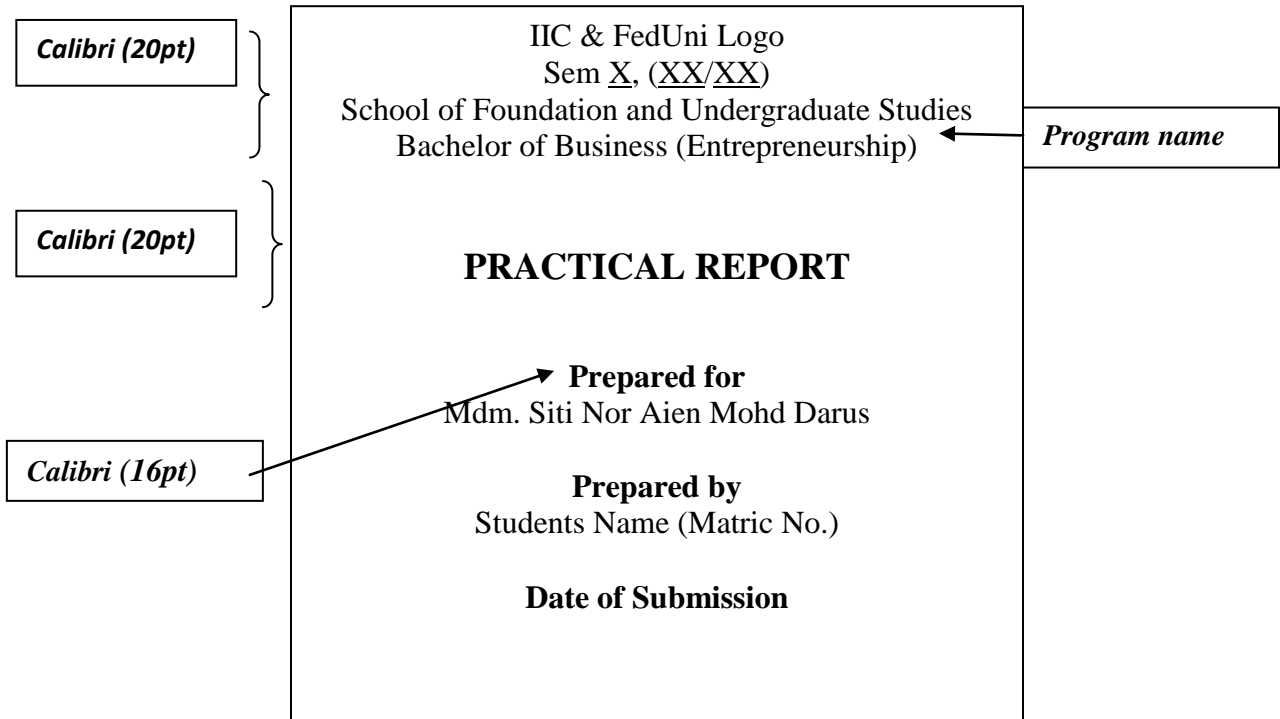 Calibri (20pt)
IIC & FedUni Logo
Sem X, (XX/XX)
School of Foundation and Undergraduate Studies
Bachelor of Business (Entrepreneurship)
Program name
Calibri (20pt)
PRACTICAL REPORT
Prepared for
Mdm. Siti Nor Aien Mohd Darus
Calibri (16pt)
Prepared by
Students Name (Matric No.)
Date of Submission